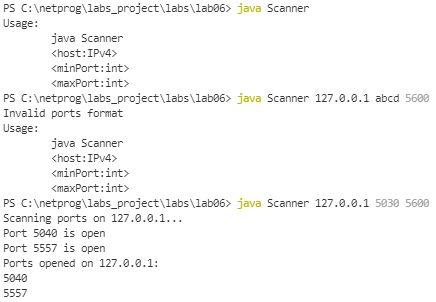 PS C:\netprog\labs_project\labs\lab06> java Scanner
Usage:
        java Scanner
        <host:IPv4>
        <minPort:int>
        <maxPort:int>
PS C:\netprog\labs_project\labs\lab06> java Scanner 127.0.0.1 abcd 5600
Invalid ports format
Usage:
        java Scanner
        <host:IPv4>
        <minPort:int>
        <maxPort:int>
PS C:\netprog\labs_project\labs\lab06> java Scanner 127.0.0.1 5030 5600
Scanning ports on 127.0.0.1...
Port 5040 is open
Port 5557 is open
Ports opened on 127.0.0.1:
5040
5557